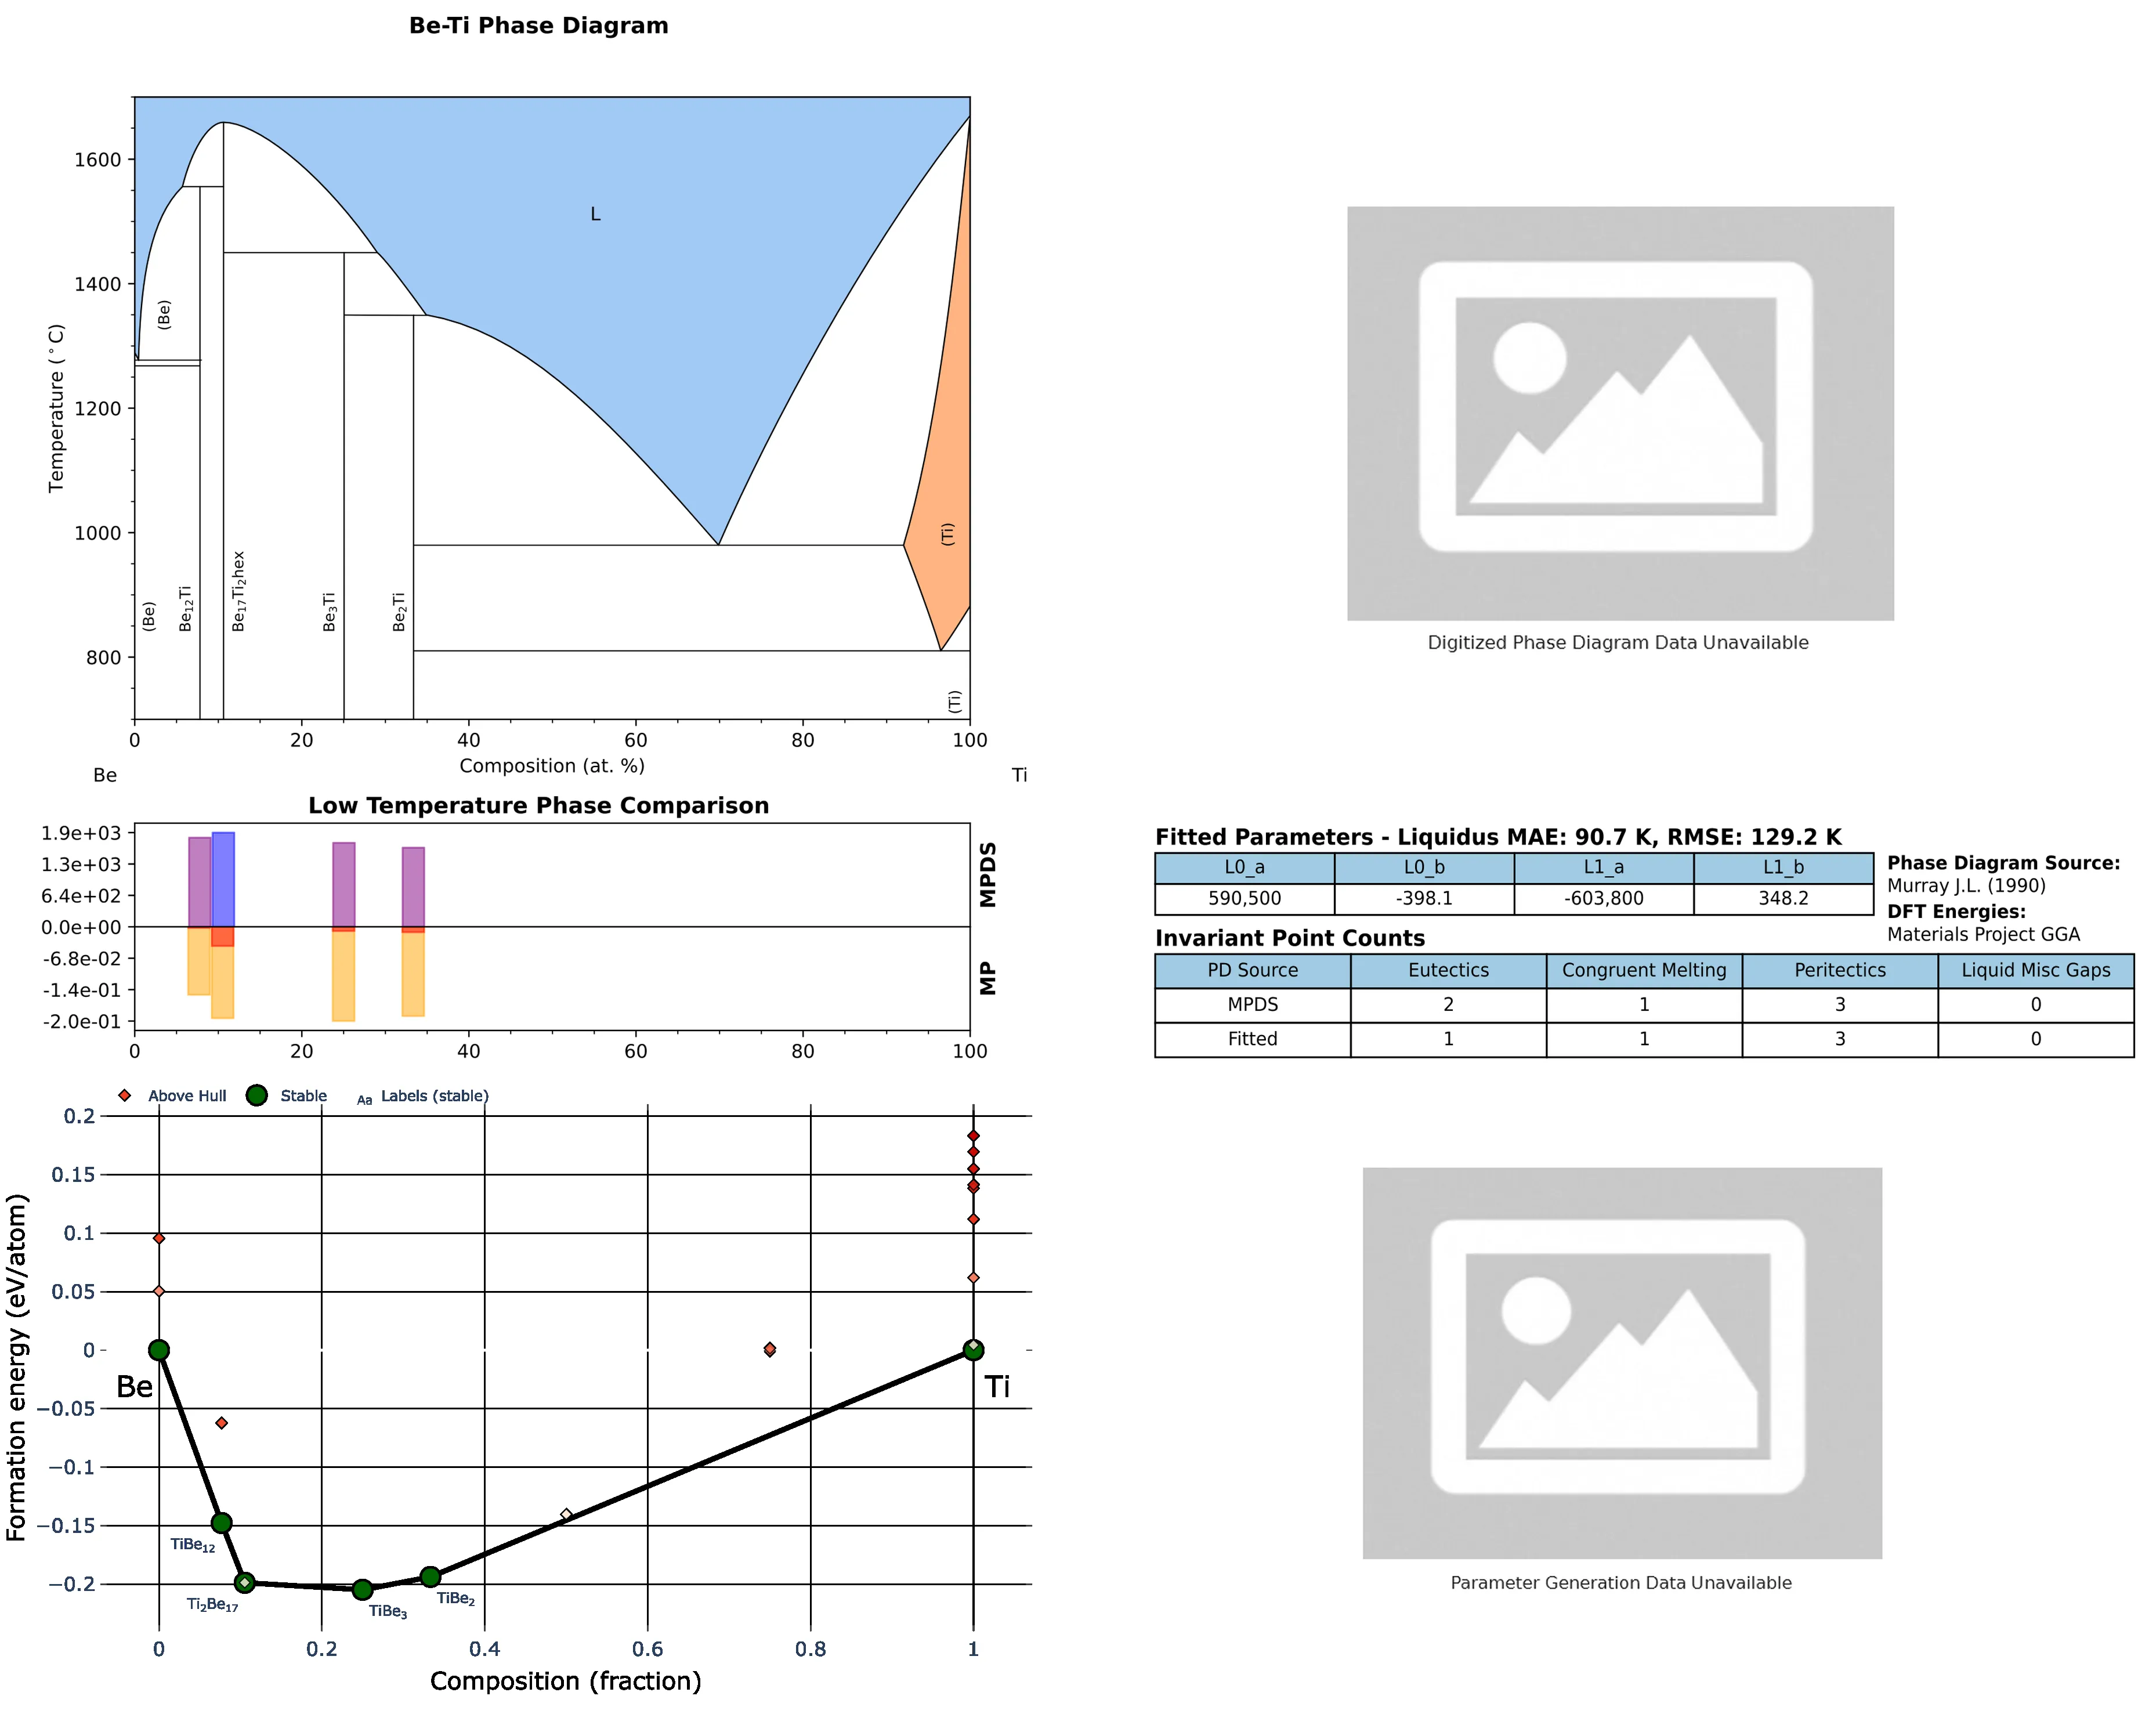 Be-Ti Phase Diagram
1600
1400
1200
1000
800
Temperature (°C)
L
(Be)
(Be)
Be12Ti
Be17Ti2hex
Be3Ti
Be2Ti
(Ti)
(Ti)
0 20 40 60 80 100
Composition (at. %)
Be Ti
Digitized Phase Diagram Data Unavailable
Low Temperature Phase Comparison
1.9e+03
1.3e+03
6.4e+02
0.0e+00
-6.8e-02
-1.4e-01
-2.0e-01
MPDS
MP
0 20 40 60 80 100
Fitted Parameters - Liquidus MAE: 90.7 K, RMSE: 129.2 K
L0_a L0_b L1_a L1_b
590,500 -398.1 -603,800 348.2
Phase Diagram Source:
Murray J.L. (1990)
DFT Energies:
Materials Project GGA
Invariant Point Counts
PD Source Eutectics Congruent Melting Peritectics Liquid Misc Gaps
MPDS 2 1 3 0
Fitted 1 1 3 0
Above Hull Stable Aa Labels (stable)
0.2
0.15
0.1
0.05
0
−0.05
−0.1
−0.15
−0.2
Formation energy (eV/atom)
Be
Ti
TiBe12
Ti2Be17
TiBe3
TiBe2
0 0.2 0.4 0.6 0.8 1
Composition (fraction)
Parameter Generation Data Unavailable